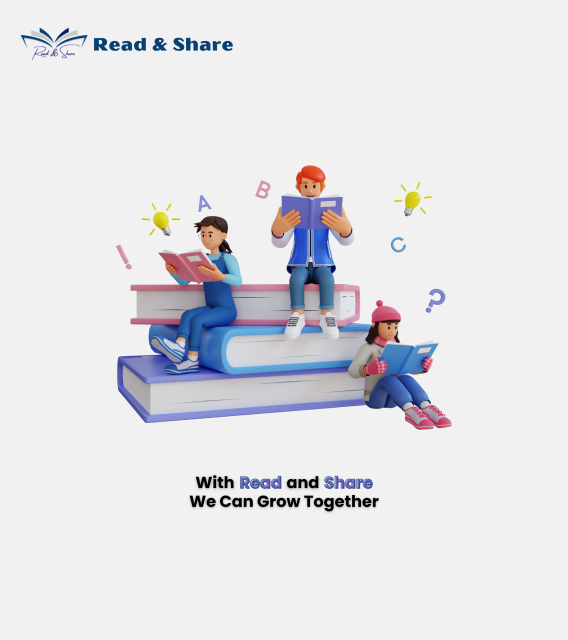 Read & Share
Read & Share
A
B
C
!
?
With Read and Share
We Can Grow Together